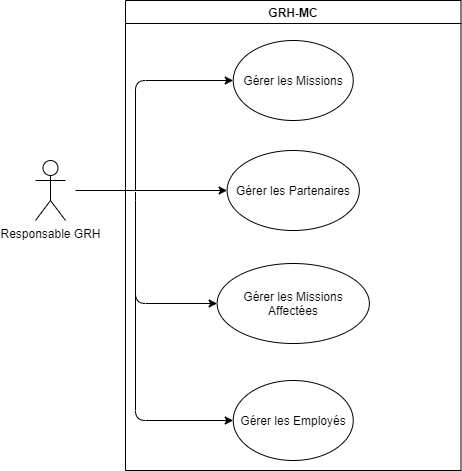 GRH-MC
Gérer les Missions
Gérer les Partenaires
Responsable GRH
Gérer les Missions
Affectées
Gérer les Employés